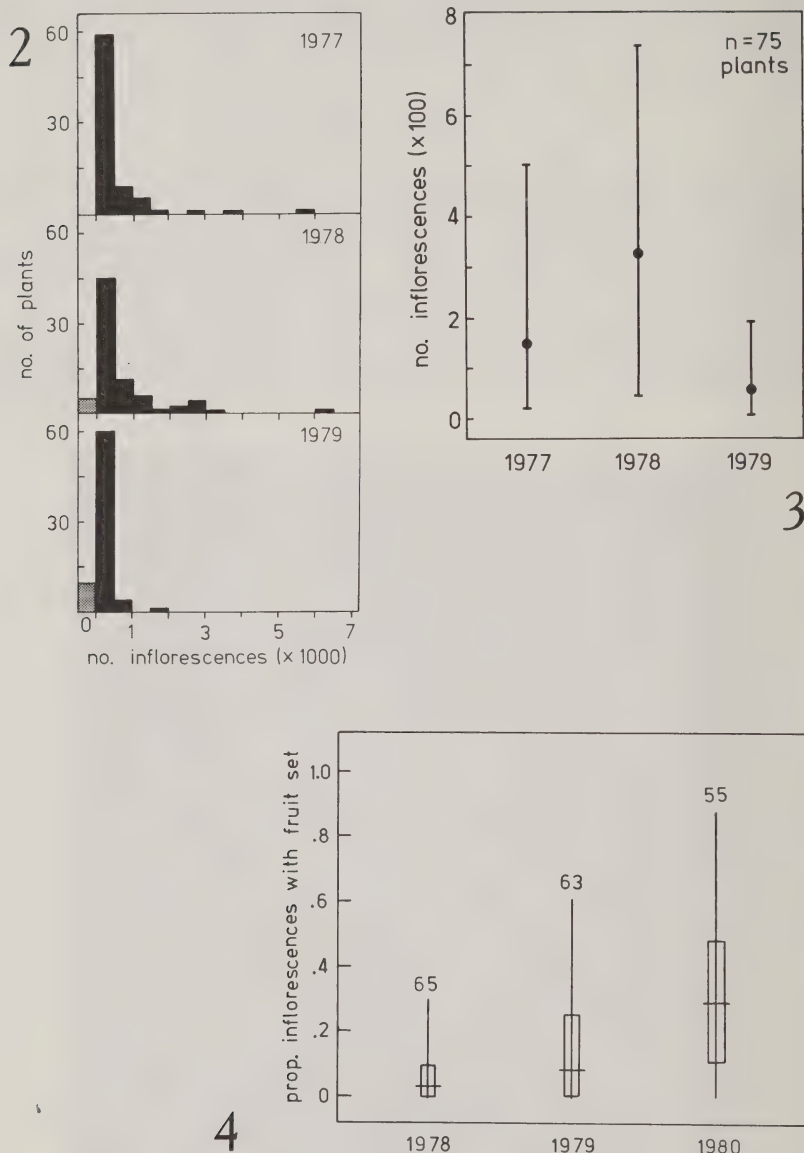 2
no. of plants
60
30
1977
60
30
1978
60
30
1979
0 1 3 5 7
no. inflorescences (x 1000)
no. inflorescences (x100)
8
6
4
2
0
n=75
plants
1977 1978 1979
3
prop. inflorescences with fruit set
1.0
.8
.6
.4
.2
0
65
63
55
1978 1979 1980
4